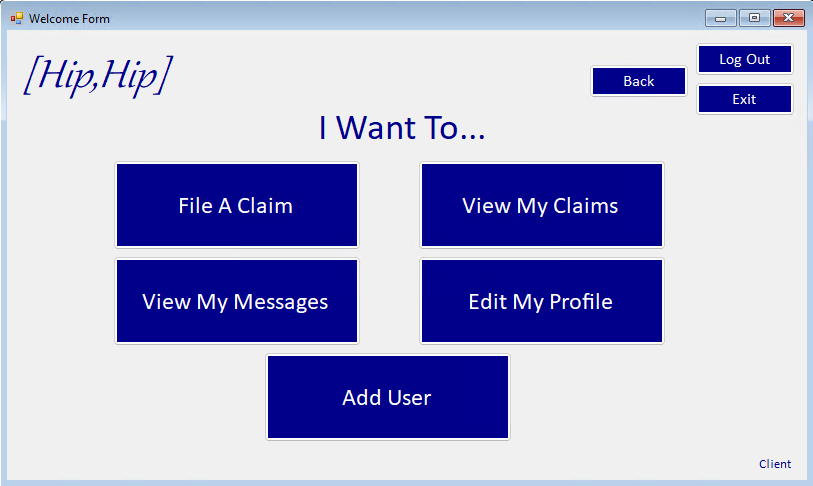 Welcome Form
[Hip,Hip]
Log Out
Back
Exit
I Want To...
File A Claim
View My Claims
View My Messages
Edit My Profile
Add User
Client